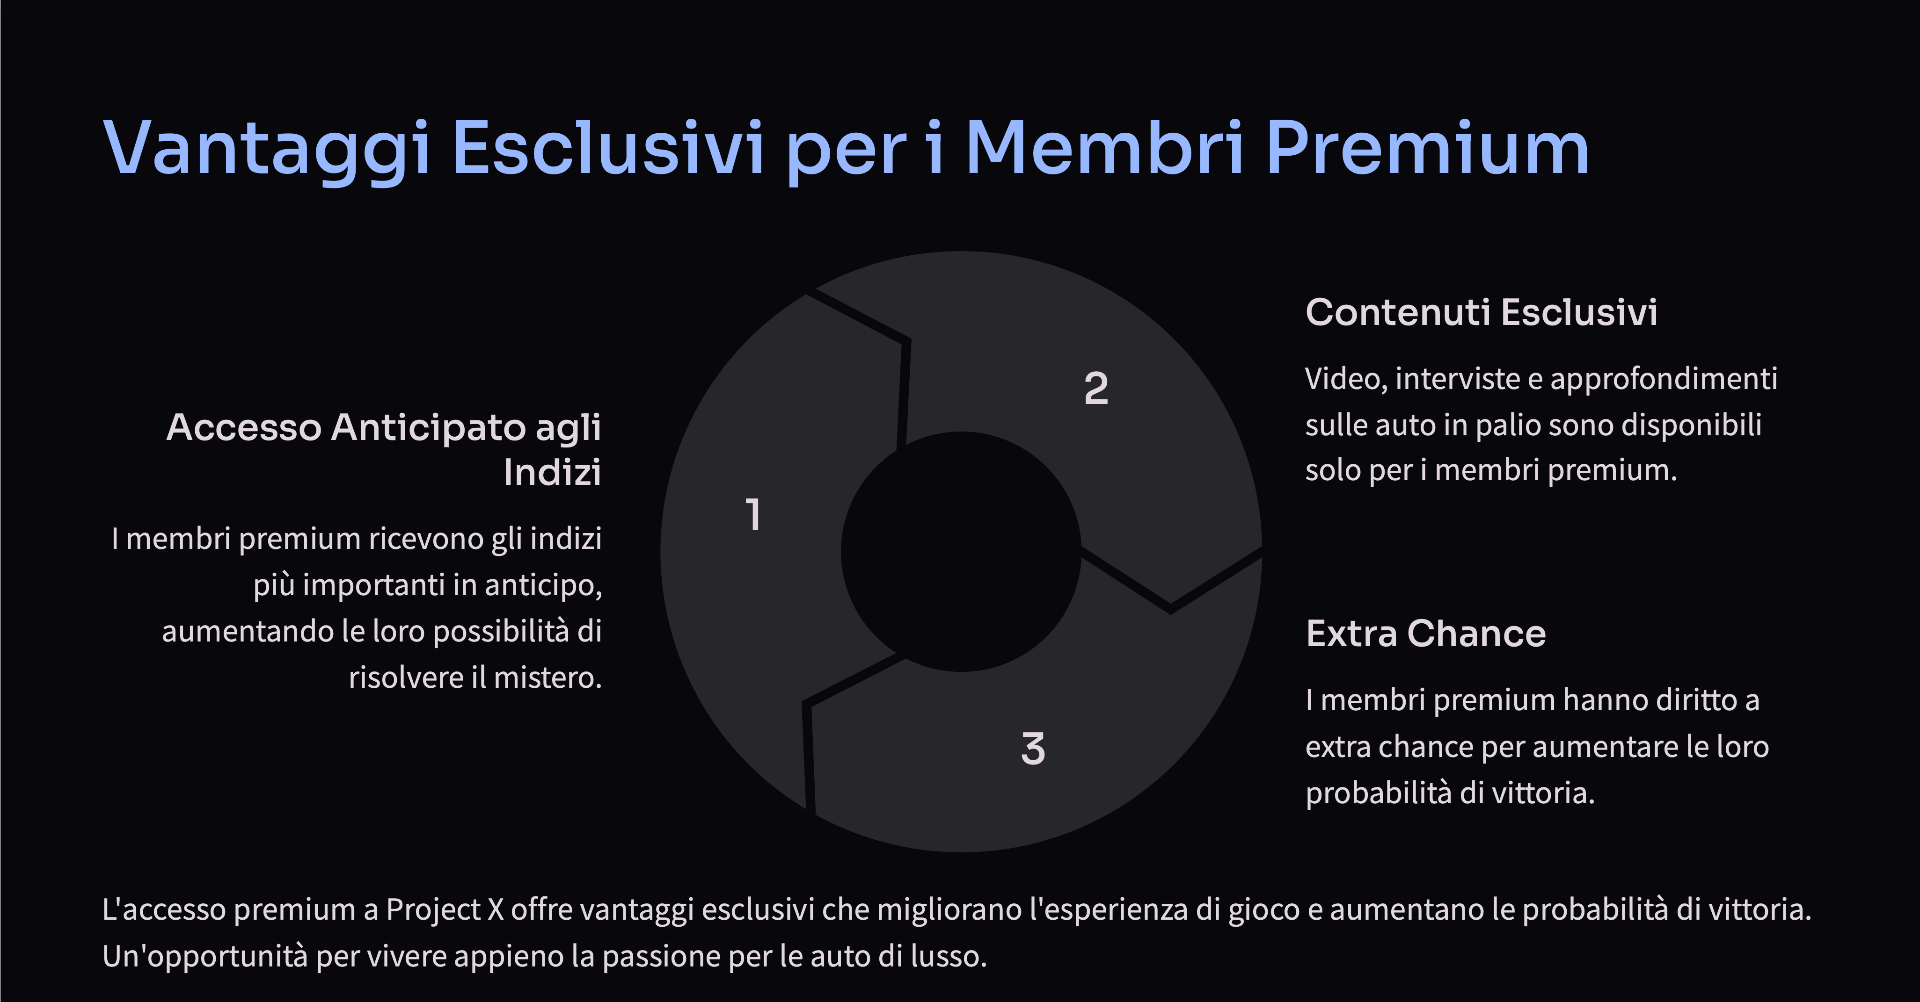 Vantaggi Esclusivi per i Membri Premium
Accesso Anticipato agli
Indizi
I membri premium ricevono gli indizi
più importanti in anticipo,
aumentando le loro possibilità di
risolvere il mistero.
1
2
Contenuti Esclusivi
Video, interviste e approfondimenti
sulle auto in palio sono disponibili
solo per i membri premium.
3
Extra Chance
I membri premium hanno diritto a
extra chance per aumentare le loro
probabilità di vittoria.
L'accesso premium a Project X offre vantaggi esclusivi che migliorano l'esperienza di gioco e aumentano le probabilità di vittoria.
Un'opportunità per vivere appieno la passione per le auto di lusso.